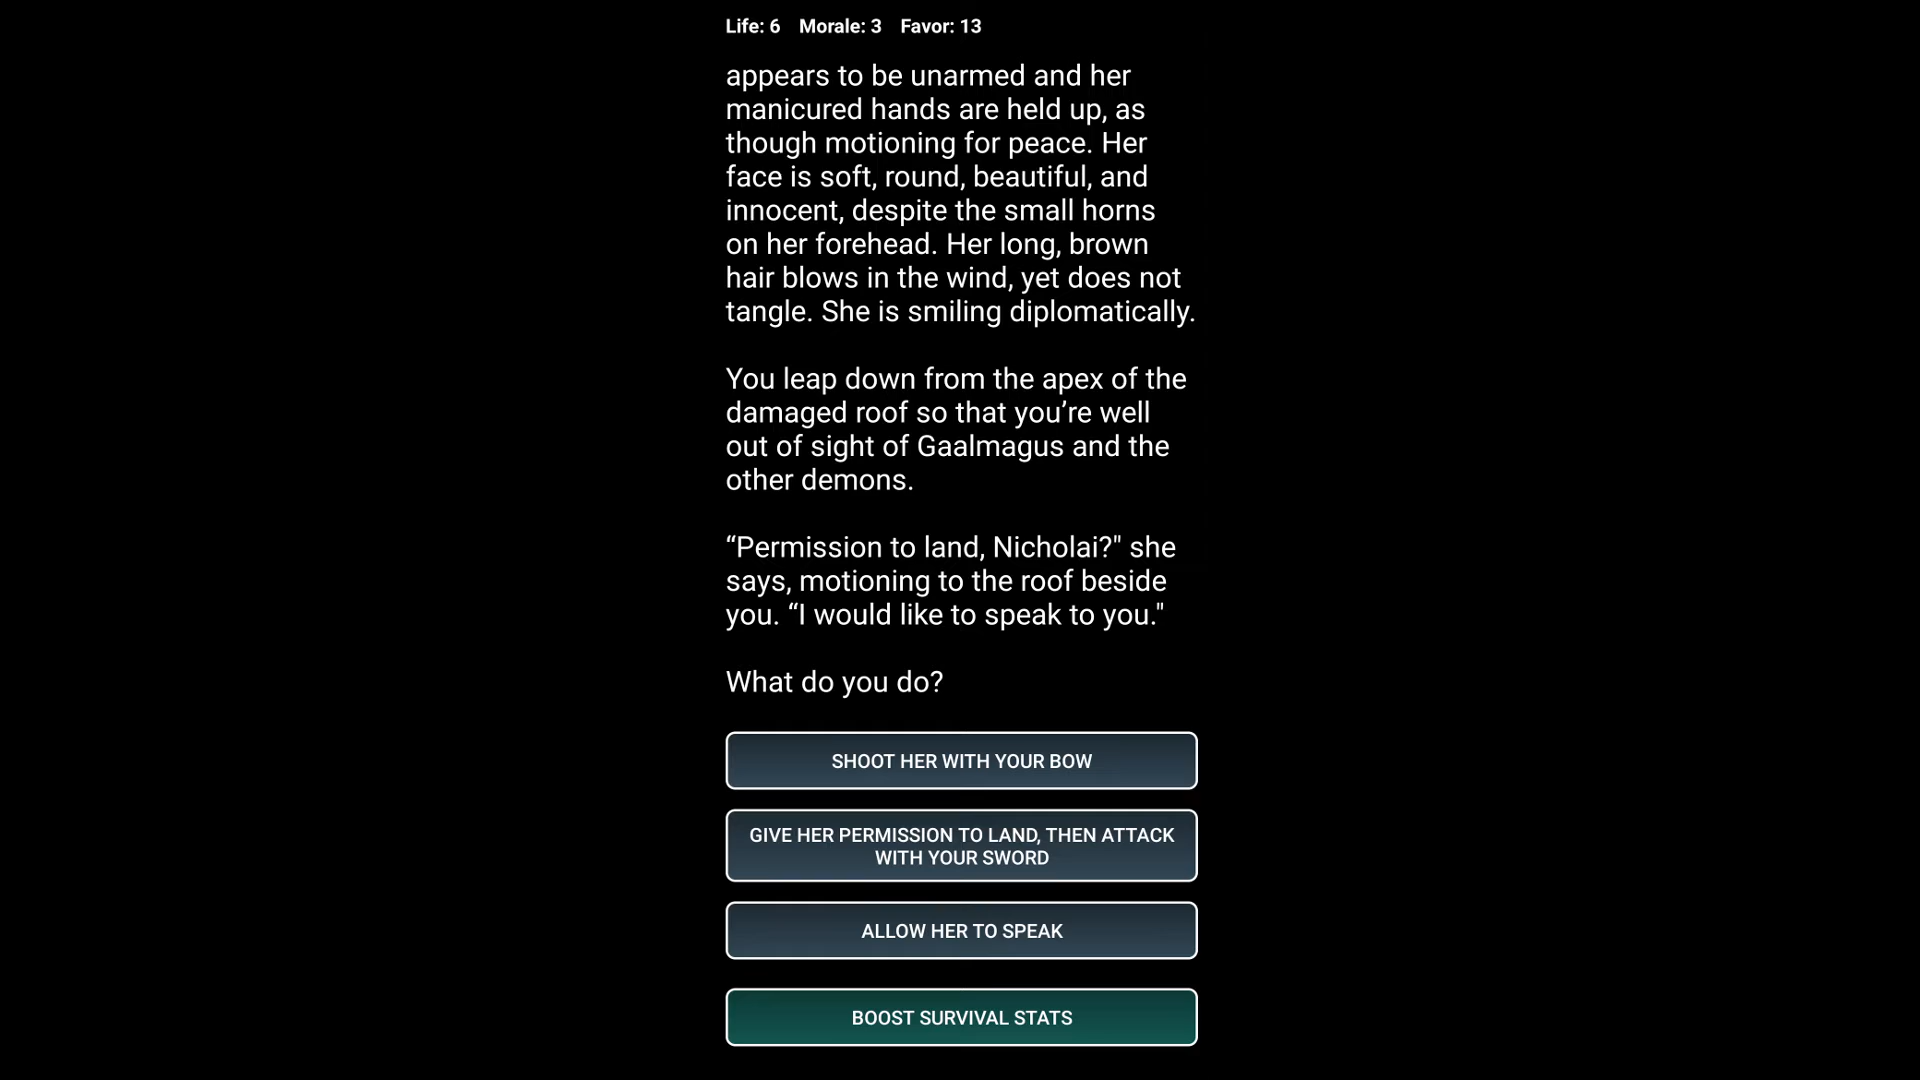 Life: 6 Morale: 3 Favor: 13
appears to be unarmed and her
manicured hands are held up, as
though motioning for peace. Her
face is soft, round, beautiful, and
innocent, despite the small horns
on her forehead. Her long, brown
hair blows in the wind, yet does not
tangle. She is smiling diplomatically.
You leap down from the apex of the
damaged roof so that you’re well
out of sight of Gaalmagus and the
other demons.
“Permission to land, Nicholai?" she
says, motioning to the roof beside
you. “I would like to speak to you."
What do you do?
SHOOT HER WITH YOUR BOW
GIVE HER PERMISSION TO LAND, THEN ATTACK
WITH YOUR SWORD
ALLOW HER TO SPEAK
BOOST SURVIVAL STATS